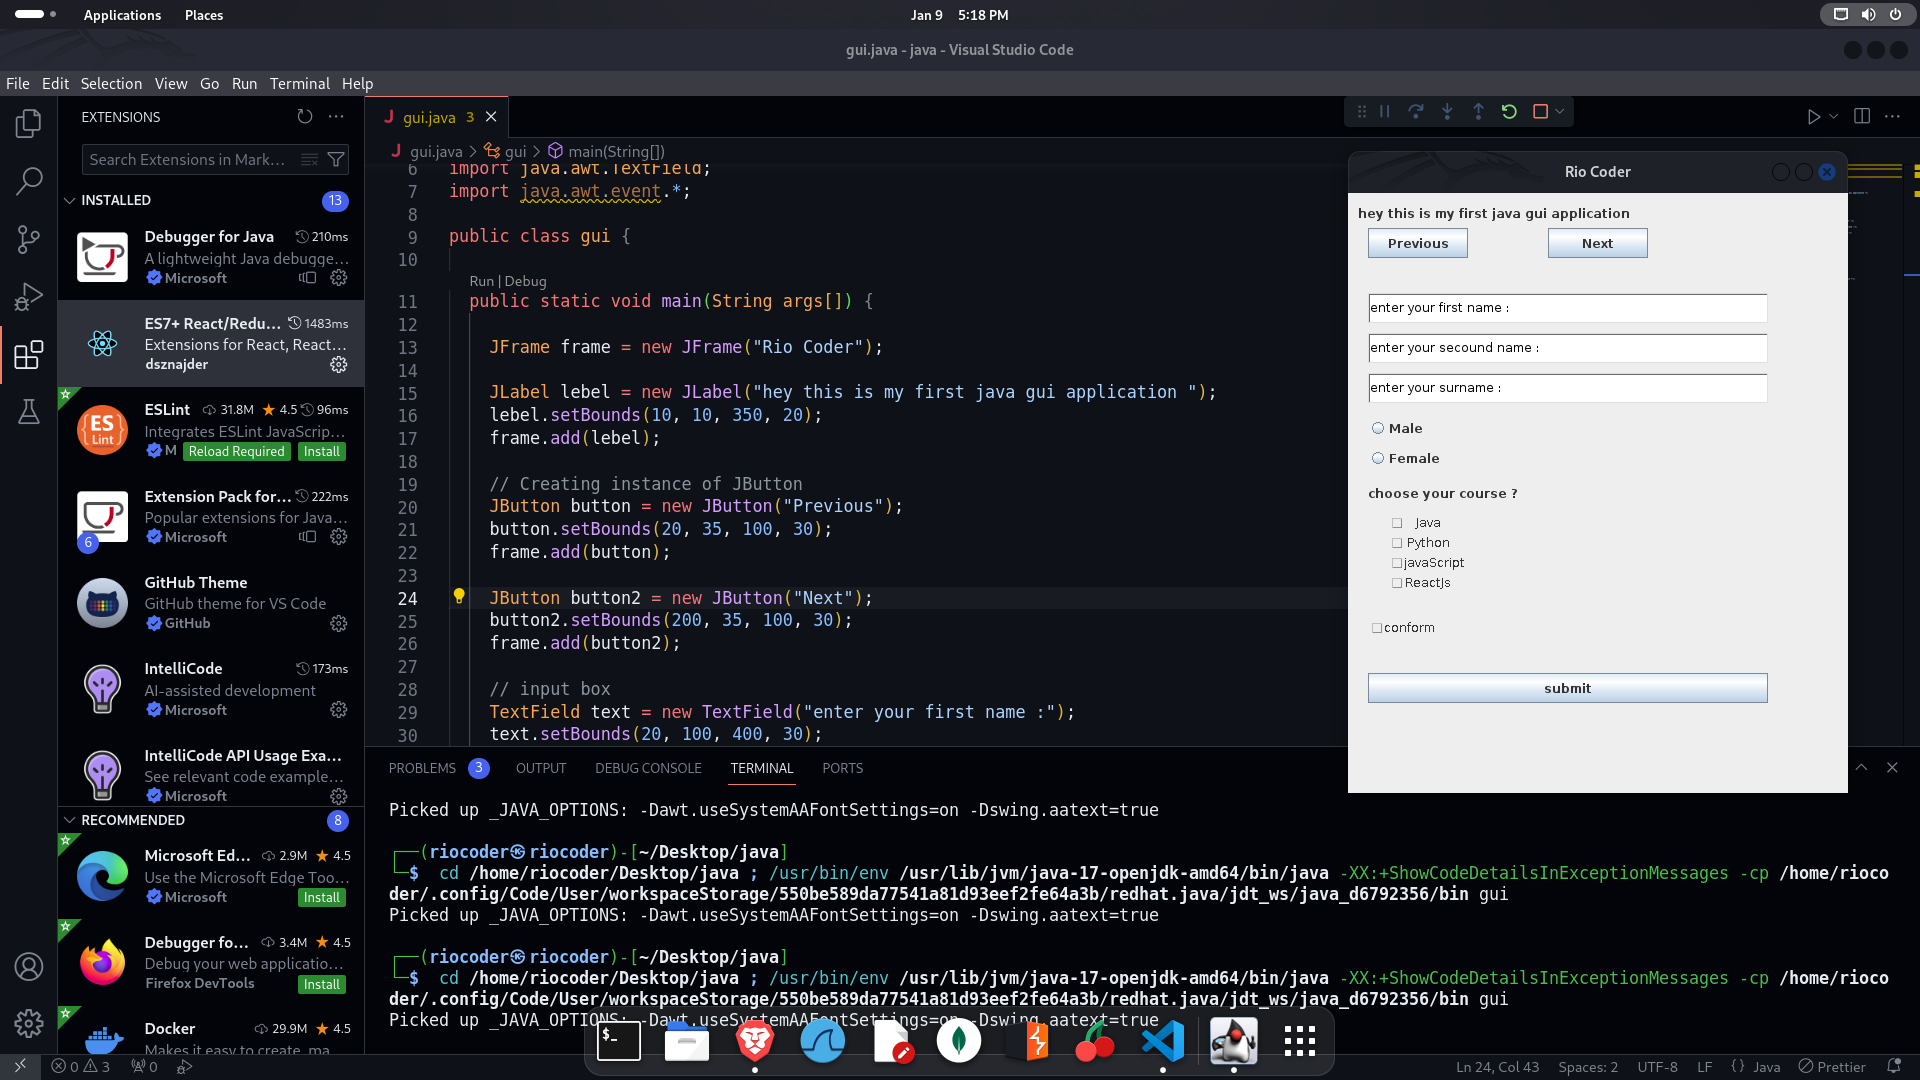 Applications Places
Jan 9 5:18 PM
gui.java - java - Visual Studio Code
File Edit Selection View Go Run Terminal Help
EXTENSIONS
Search Extensions in Mark...
INSTALLED 13
Debugger for Java 210ms
A lightweight Java debugge...
Microsoft
ES7+ React/Redu... 1483ms
Extensions for React, React...
dsznajder
ESLint 31.8M 4.5 96ms
Integrates ESLint JavaScrip...
M Reload Required Install
Extension Pack for... 222ms
Popular extensions for Java...
6 Microsoft
GitHub Theme
GitHub theme for VS Code
GitHub
IntelliCode 173ms
AI-assisted development
Microsoft
IntelliCode API Usage Exa...
See relevant code example...
Microsoft
RECOMMENDED 8
Microsoft Ed... 2.9M 4.5
Use the Microsoft Edge Too...
Microsoft Install
Debugger fo... 3.4M 4.5
Debug your web applicatio...
Firefox DevTools Install
Docker 29.9M 4.5
Makes it easy to create, ma...
gui.java 3
gui.java > gui > main(String[])
6 import java.awt.TextField;
7 import java.awt.event.*;
8
9 public class gui {
10
Run | Debug
11 public static void main(String args[]) {
12
13 JFrame frame = new JFrame("Rio Coder");
14
15 JLabel lebel = new JLabel("hey this is my first java gui application ");
16 lebel.setBounds(10, 10, 350, 20);
17 frame.add(lebel);
18
19 // Creating instance of JButton
20 JButton button = new JButton("Previous");
21 button.setBounds(20, 35, 100, 30);
22 frame.add(button);
23
24 JButton button2 = new JButton("Next");
25 button2.setBounds(200, 35, 100, 30);
26 frame.add(button2);
27
28 // input box
29 TextField text = new TextField("enter your first name :");
30 text.setBounds(20, 100, 400, 30);
Rio Coder
hey this is my first java gui application
Previous Next
enter your first name :
enter your secound name :
enter your surname :
Male
Female
choose your course ?
Java
Python
javaScript
ReactJs
conform
submit
PROBLEMS 3 OUTPUT DEBUG CONSOLE TERMINAL PORTS
Picked up _JAVA_OPTIONS: -Dawt.useSystemAAFontSettings=on -Dswing.aatext=true
┌──(riocoder㉿riocoder)-[~/Desktop/java]
└─$ cd /home/riocoder/Desktop/java ; /usr/bin/env /usr/lib/jvm/java-17-openjdk-amd64/bin/java -XX:+ShowCodeDetailsInExceptionMessages -cp /home/rioco
der/.config/Code/User/workspaceStorage/550be589da77541a81d93eef2fe64a3b/redhat.java/jdt_ws/java_d6792356/bin gui
Picked up _JAVA_OPTIONS: -Dawt.useSystemAAFontSettings=on -Dswing.aatext=true
┌──(riocoder㉿riocoder)-[~/Desktop/java]
└─$ cd /home/riocoder/Desktop/java ; /usr/bin/env /usr/lib/jvm/java-17-openjdk-amd64/bin/java -XX:+ShowCodeDetailsInExceptionMessages -cp /home/rioco
der/.config/Code/User/workspaceStorage/550be589da77541a81d93eef2fe64a3b/redhat.java/jdt_ws/java_d6792356/bin gui
Picked up _JAVA_OPTIONS: -Dawt.useSystemAAFontSettings=on -Dswing.aatext=true
0 3 0
Ln 24, Col 43 Spaces: 2 UTF-8 LF {} Java Prettier